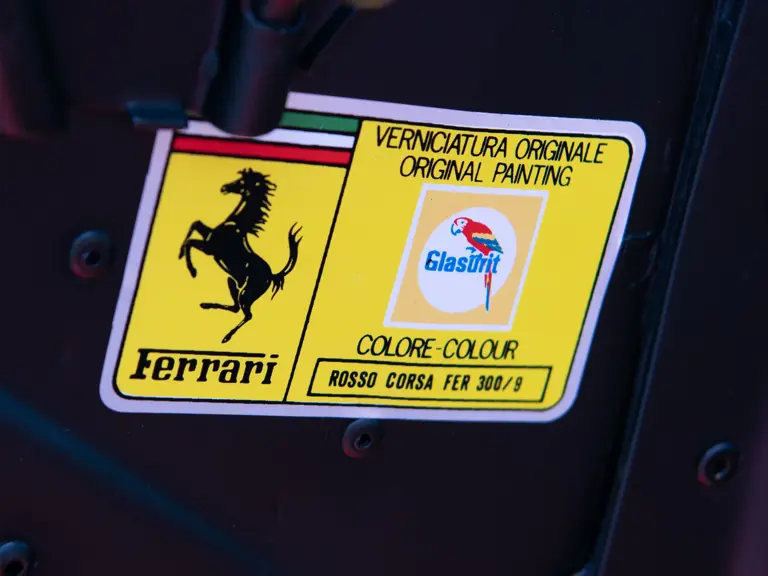 VERNICIATURA ORIGINALE
ORIGINAL PAINTING
Glasurit
COLORE-COLOUR
ROSSO CORSA FER 300/9
Ferrari